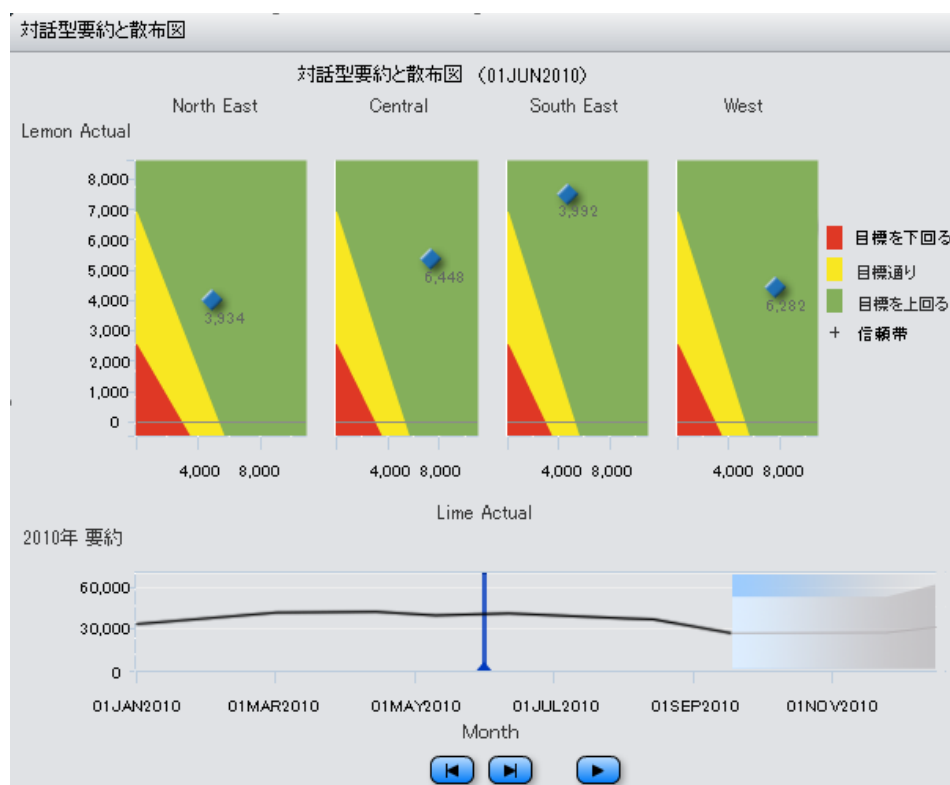 対話型要約と散布図
対話型要約と散布図 （01JUN2010）
North East Central South East West
Lemon Actual
8,000
7,000
6,000
5,000
4,000
3,000
2,000
1,000
0
3,934
6,448
3,992
6,282
目標を下回る
目標通り
目標を上回る
+ 信頼帯
4,000 8,000 4,000 8,000 4,000 8,000 4,000 8,000
Lime Actual
2010年 要約
60,000
30,000
0
01JAN2010 01MAR2010 01MAY2010 01JUL2010 01SEP2010 01NOV2010
Month